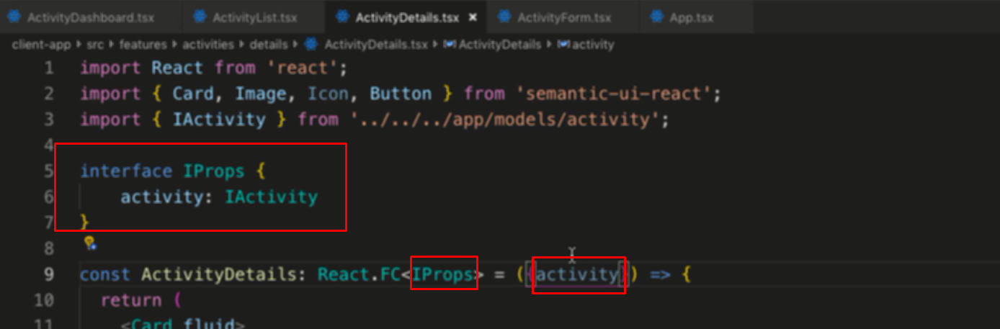 ActivityDashboard.tsx ActivityList.tsx ActivityDetails.tsx × ActivityForm.tsx App.tsx
client-app src features activities details ActivityDetails.tsx ActivityDetails activity
1 import React from 'react';
2 import { Card, Image, Icon, Button } from 'semantic-ui-react';
3 import { IActivity } from '../../../app/models/activity';
4
5 interface IProps {
6 activity: IActivity
7 }
8
9 const ActivityDetails: React.FC<IProps> = ({activity}) => {
10 return (
11 <Card fluid>